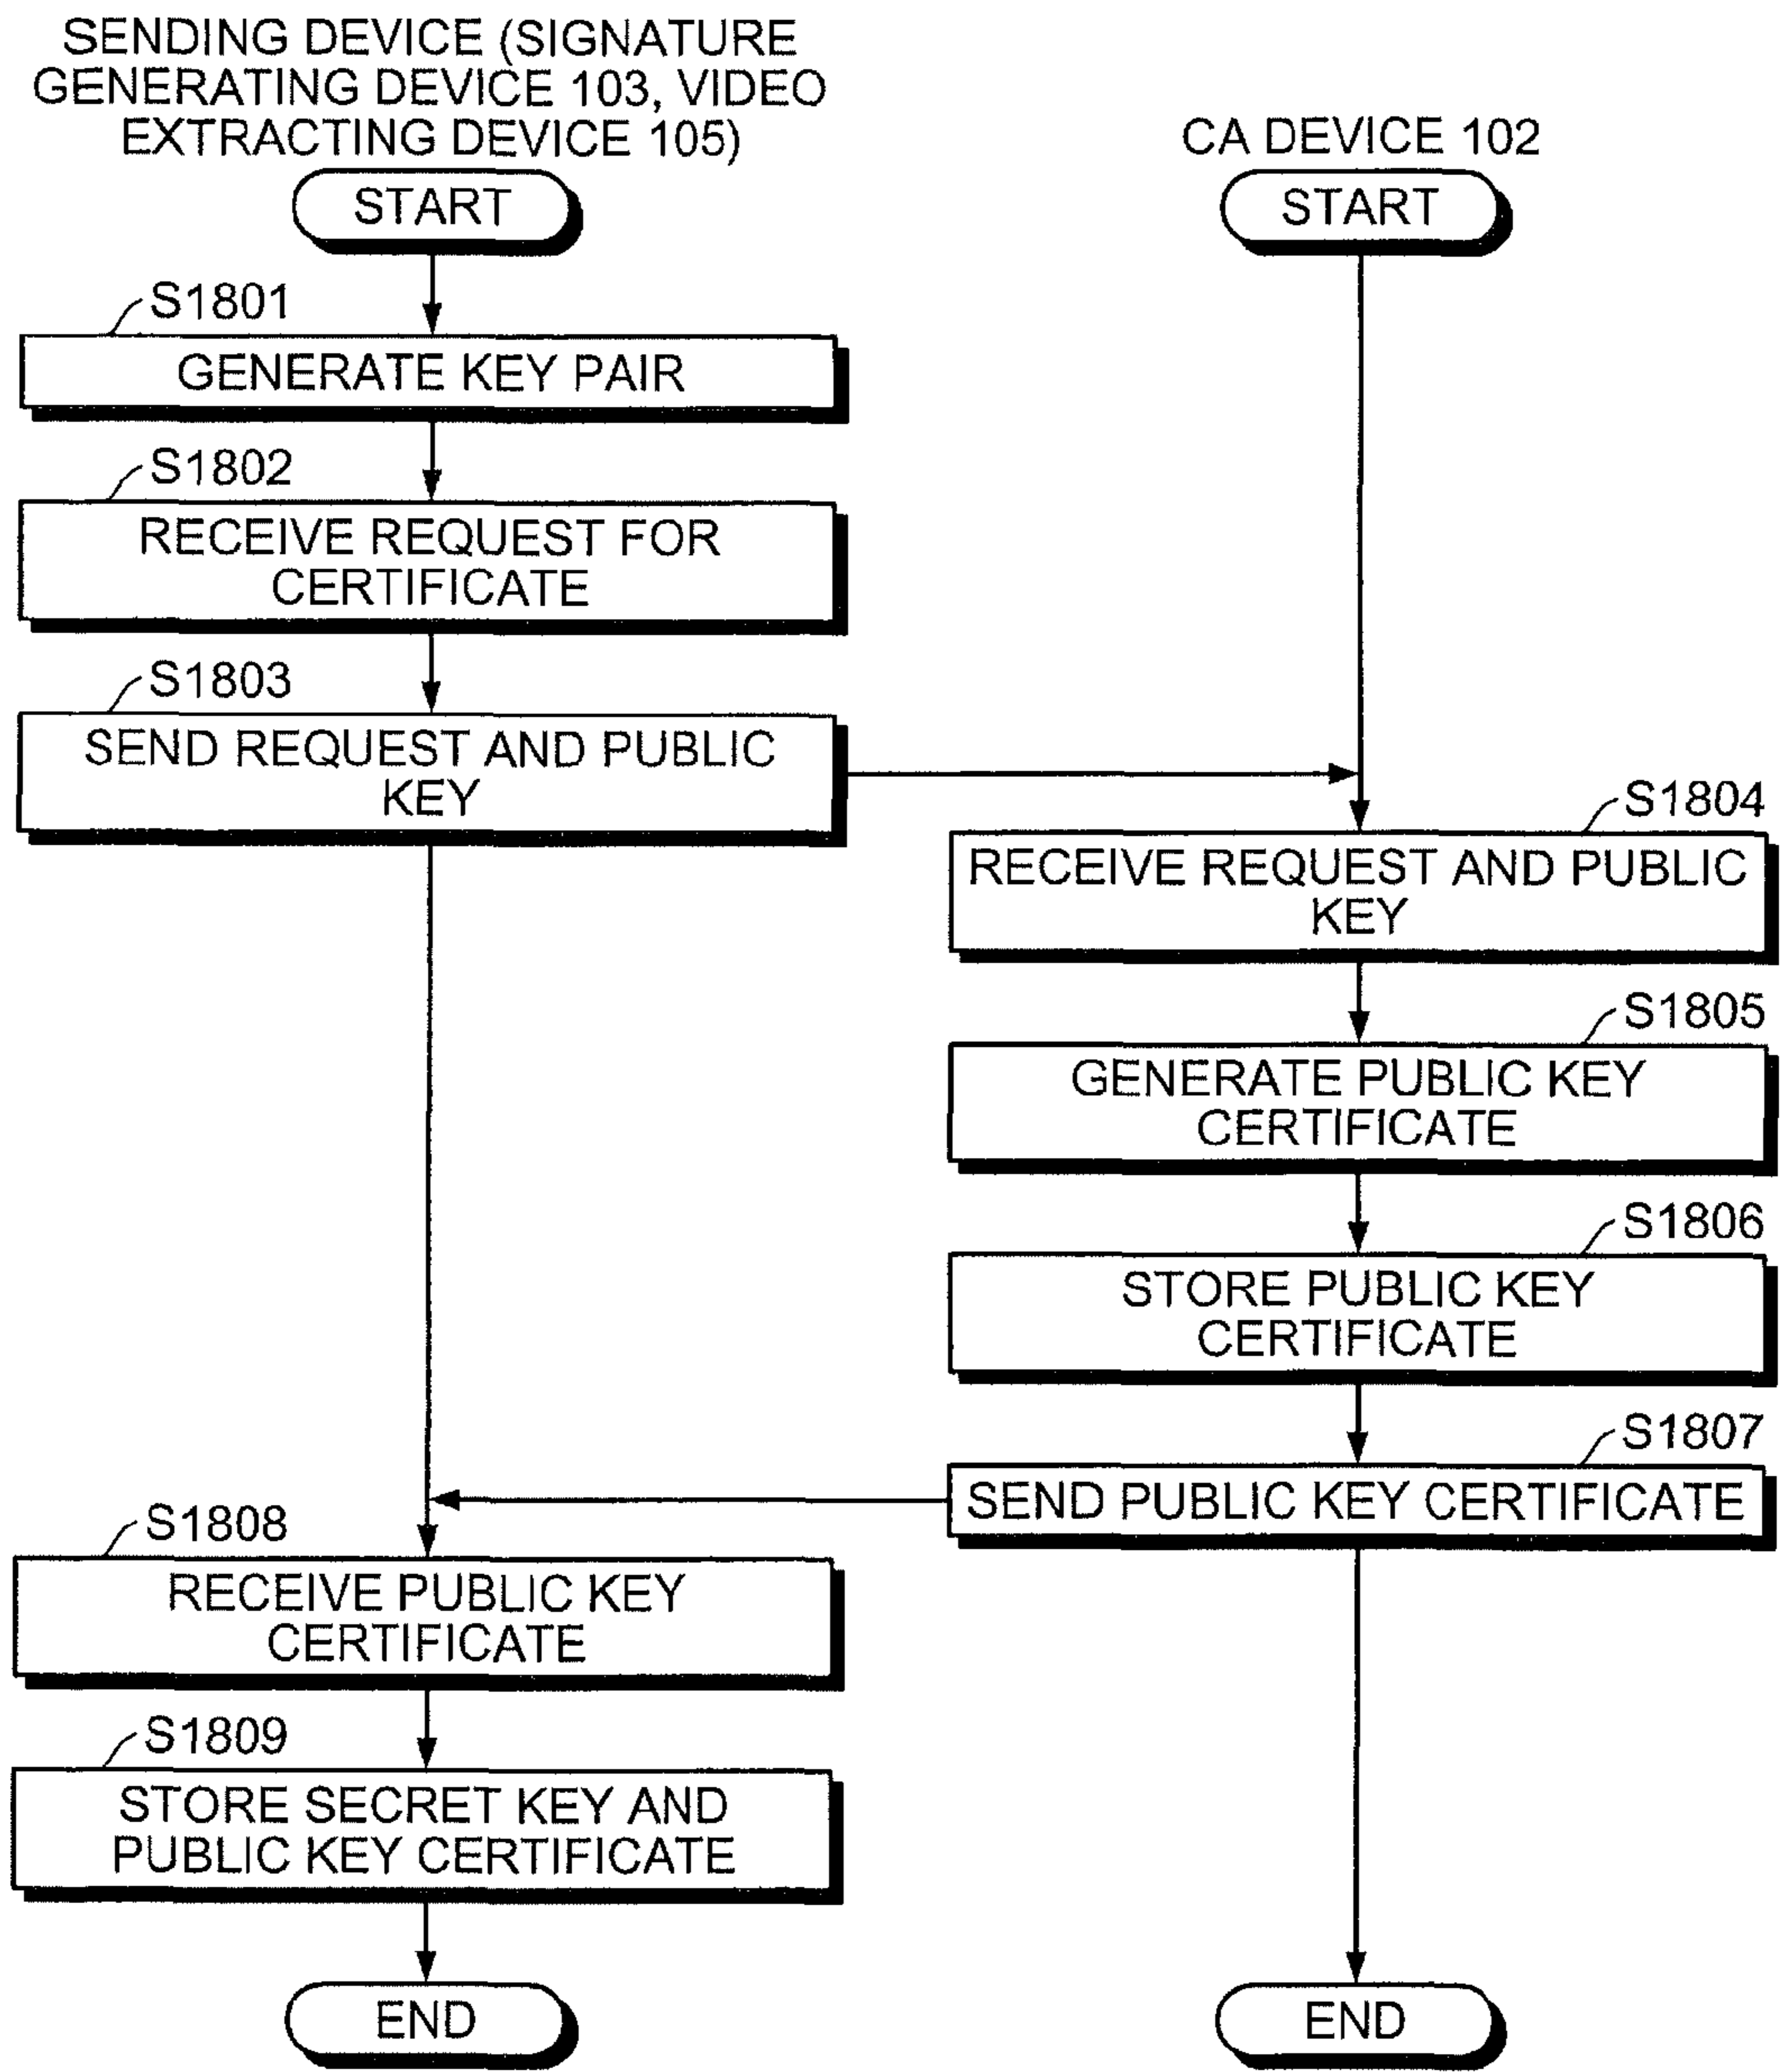 SENDING DEVICE (SIGNATURE
GENERATING DEVICE 103, VIDEO
EXTRACTING DEVICE 105)
START
S1801
GENERATE KEY PAIR
S1802
RECEIVE REQUEST FOR
CERTIFICATE
S1803
SEND REQUEST AND PUBLIC
KEY
CA DEVICE 102
START
S1804
RECEIVE REQUEST AND PUBLIC
KEY
S1805
GENERATE PUBLIC KEY
CERTIFICATE
S1806
STORE PUBLIC KEY
CERTIFICATE
S1807
SEND PUBLIC KEY CERTIFICATE
S1808
RECEIVE PUBLIC KEY
CERTIFICATE
S1809
STORE SECRET KEY AND
PUBLIC KEY CERTIFICATE
END
END